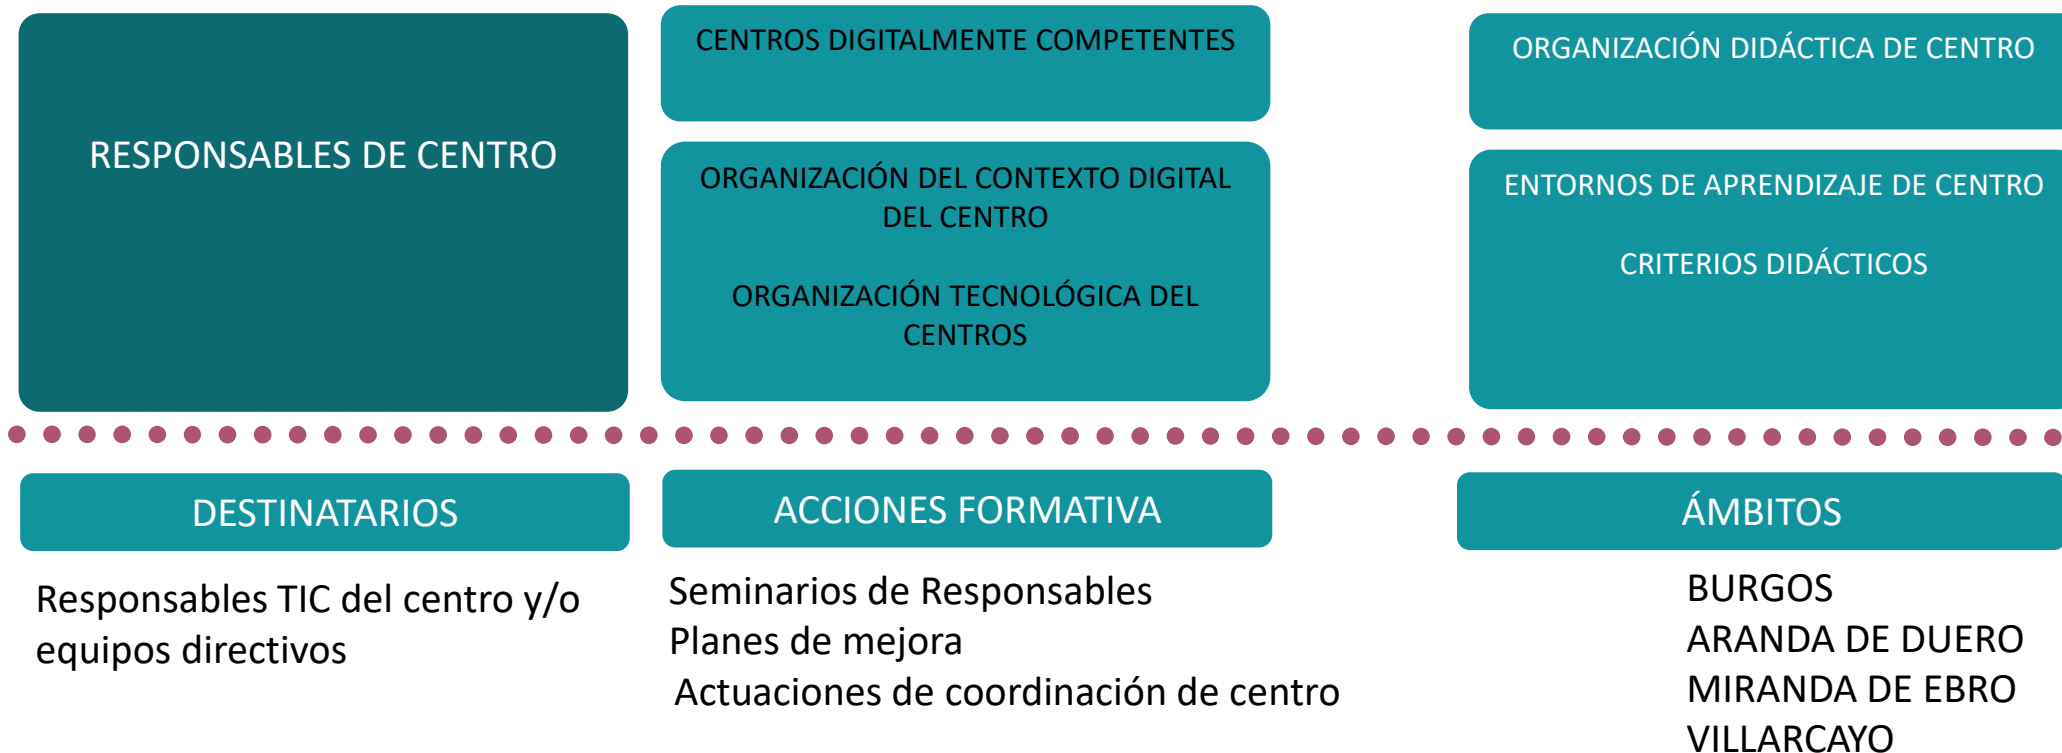 RESPONSABLES DE CENTRO
CENTROS DIGITALMENTE COMPETENTES
ORGANIZACIÓN DEL CONTEXTO DIGITAL
DEL CENTRO
ORGANIZACIÓN TECNOLÓGICA DEL
CENTROS
ORGANIZACIÓN DIDÁCTICA DE CENTRO
ENTORNOS DE APRENDIZAJE DE CENTRO
CRITERIOS DIDÁCTICOS
DESTINATARIOS
Responsables TIC del centro y/o
equipos directivos
ACCIONES FORMATIVA
Seminarios de Responsables
Planes de mejora
Actuaciones de coordinación de centro
ÁMBITOS
BURGOS
ARANDA DE DUERO
MIRANDA DE EBRO
VILLARCAYO